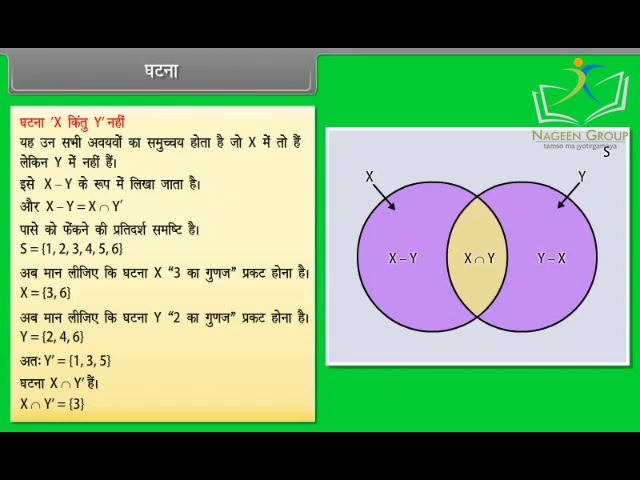 घटना
NAGEEN GROUP
tamso ma jyotirgamaya
घटना 'X किंतु Y' नहीं
यह उन सभी अवयवों का समुच्चय होता है जो X में तो हैं
लेकिन Y में नहीं हैं।
इसे X – Y के रूप में लिखा जाता है।
और X – Y = X ∩ Y'
पासे को फेंकने की प्रतिदर्श समष्टि है।
S = {1, 2, 3, 4, 5, 6}
अब मान लीजिए कि घटना X “3 का गुणज” प्रकट होना है।
X = {3, 6}
अब मान लीजिए कि घटना Y “2 का गुणज” प्रकट होना है।
Y = {2, 4, 6}
अतः Y' = {1, 3, 5}
घटना X ∩ Y' हैं।
X ∩ Y' = {3}
S
X
Y
X – Y
X ∩ Y
Y – X